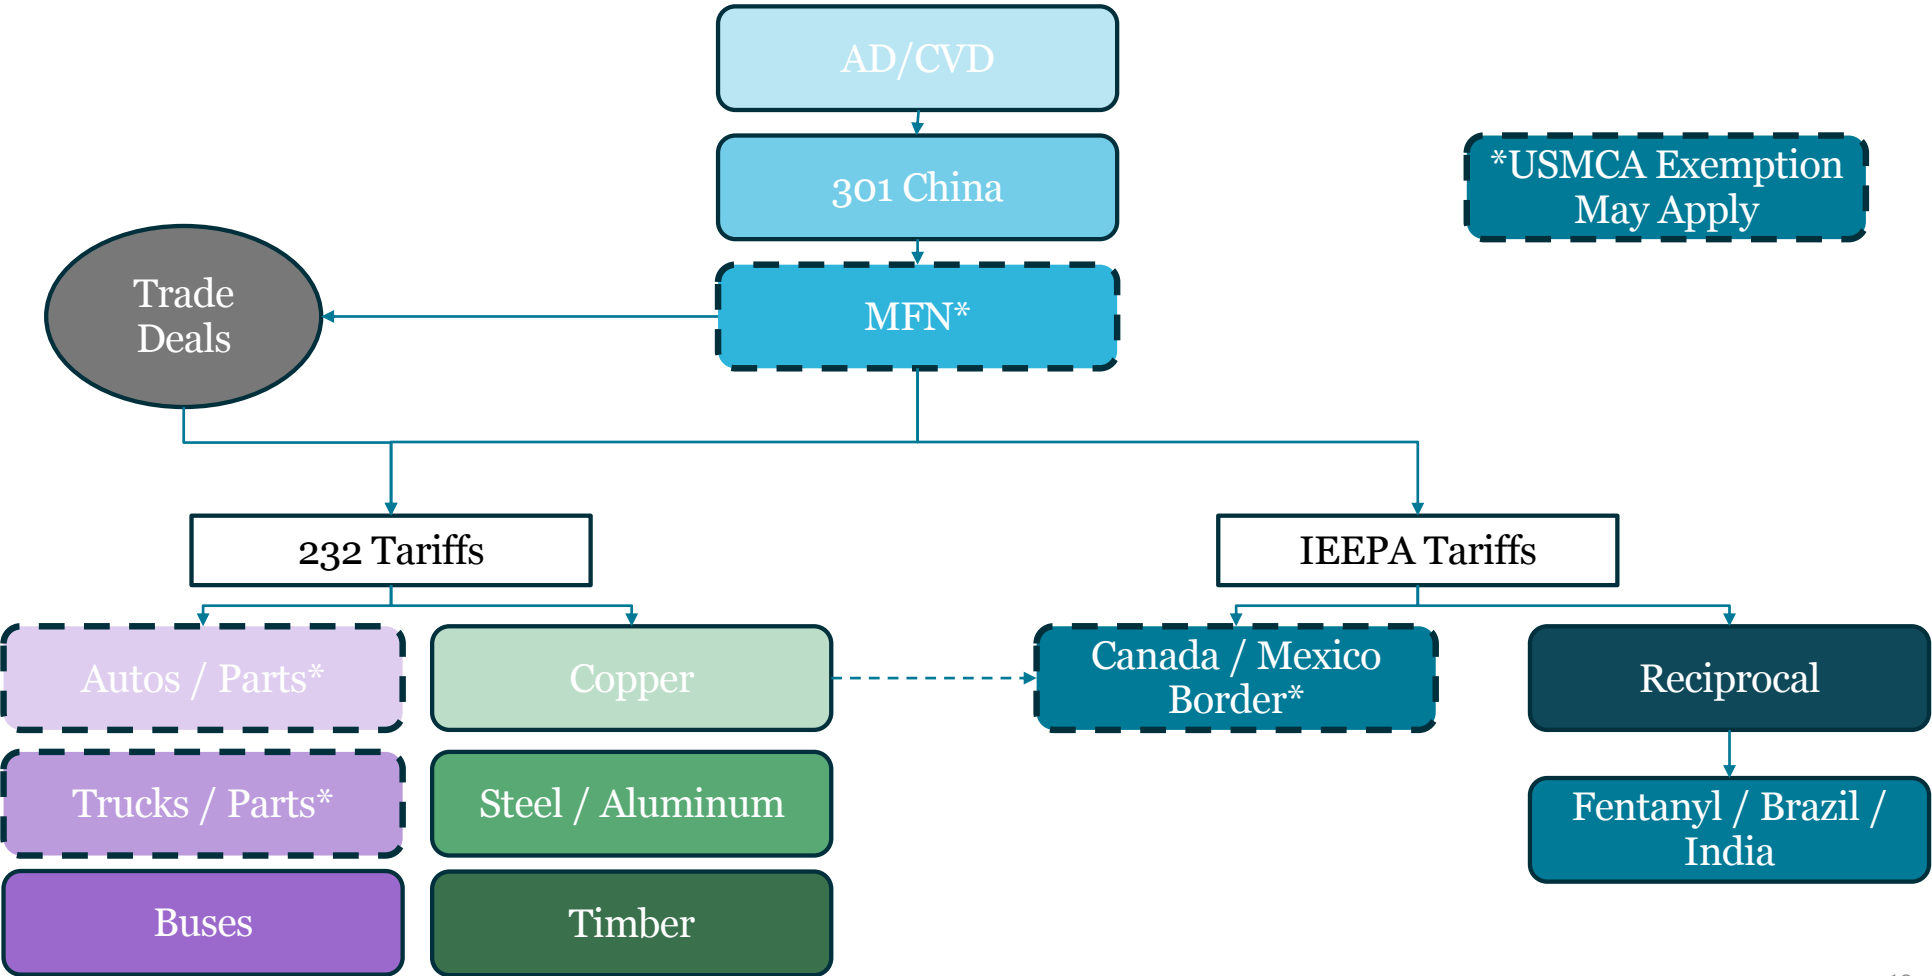 AD/CVD
301 China
*USMCA Exemption
May Apply
Trade
Deals
MFN*
232 Tariffs
IEEPA Tariffs
Autos / Parts*
Copper
Canada / Mexico
Border*
Reciprocal
Trucks / Parts*
Steel / Aluminum
Fentanyl / Brazil /
India
Buses
Timber